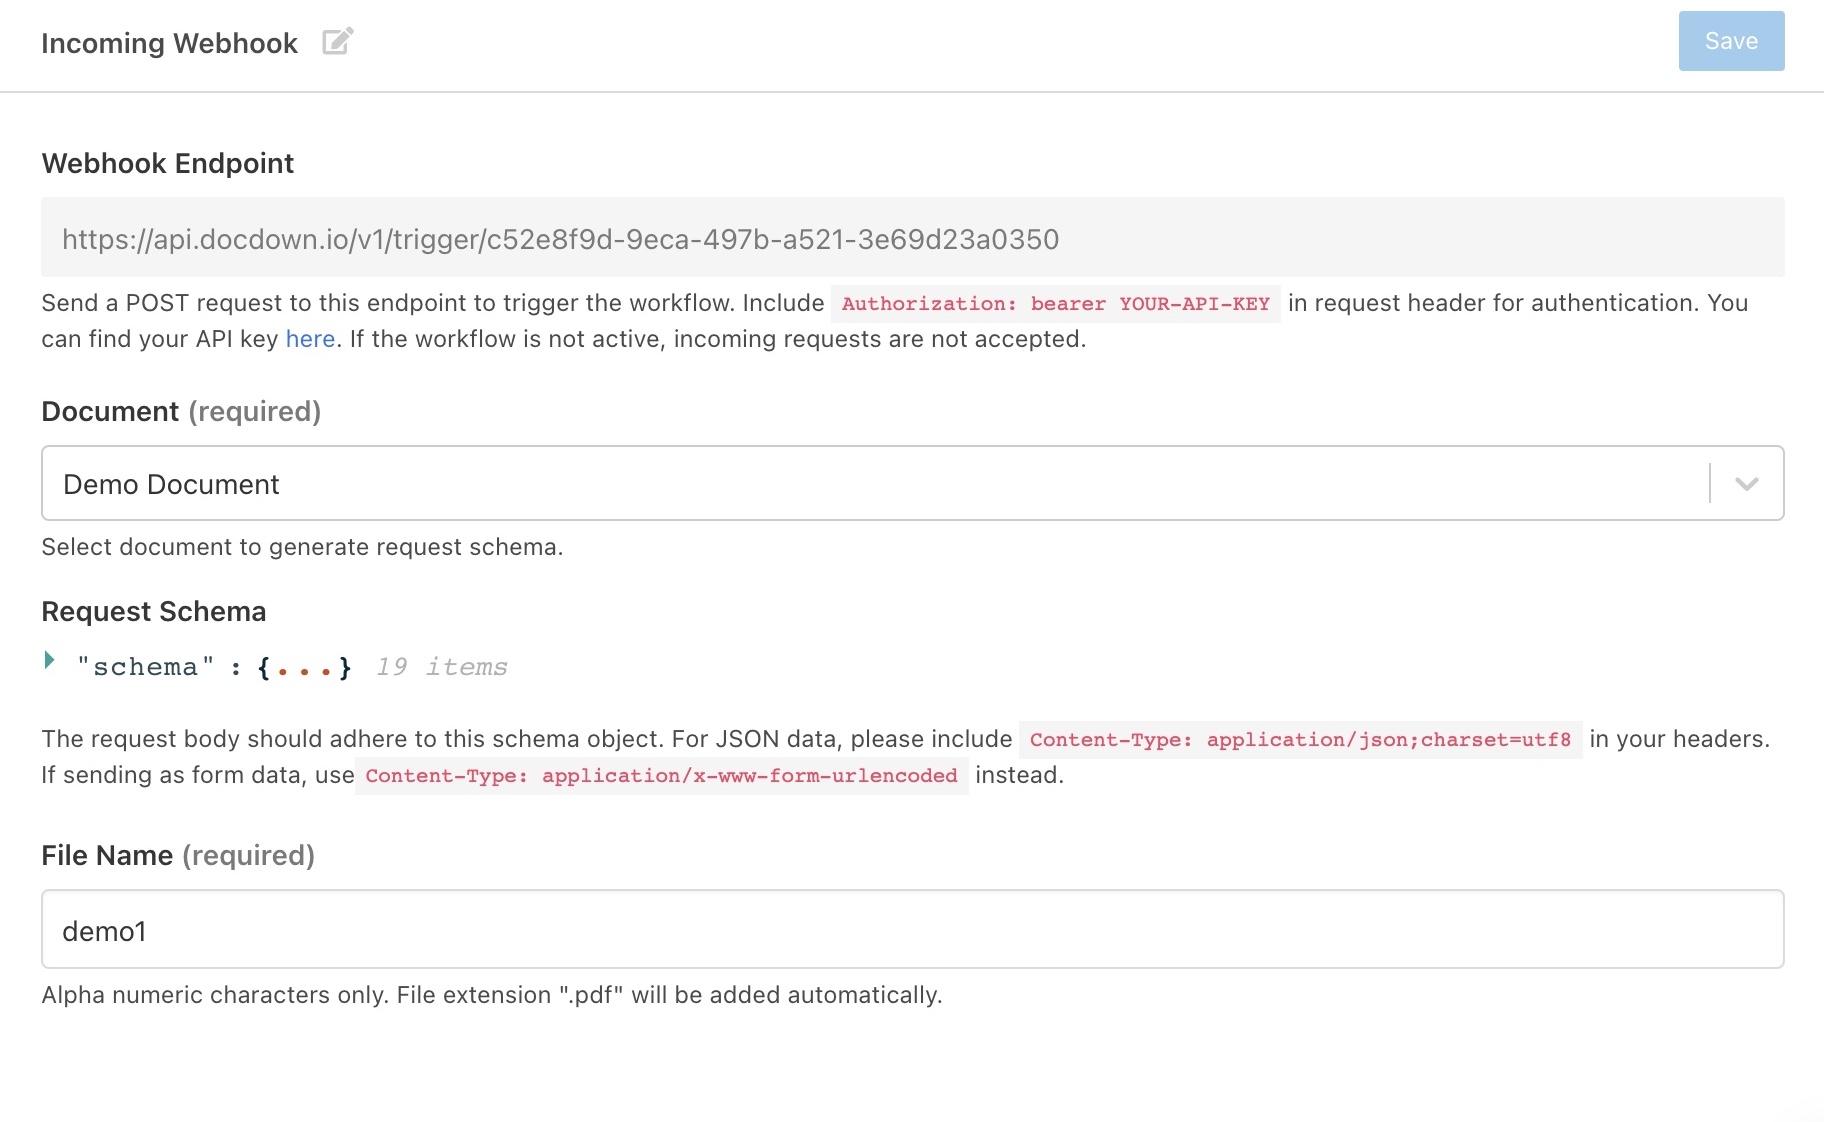 Incoming Webhook
Save
Webhook Endpoint
https://api.docdown.io/v1/trigger/c52e8f9d-9eca-497b-a521-3e69d23a0350
Send a POST request to this endpoint to trigger the workflow. Include Authorization: bearer YOUR-API-KEY in request header for authentication. You
can find your API key here. If the workflow is not active, incoming requests are not accepted.
Document (required)
Demo Document
Select document to generate request schema.
Request Schema
"schema" : {...} 19 items
The request body should adhere to this schema object. For JSON data, please include Content-Type: application/json;charset=utf8 in your headers.
If sending as form data, use Content-Type: application/x-www-form-urlencoded instead.
File Name (required)
demo1
Alpha numeric characters only. File extension ".pdf" will be added automatically.